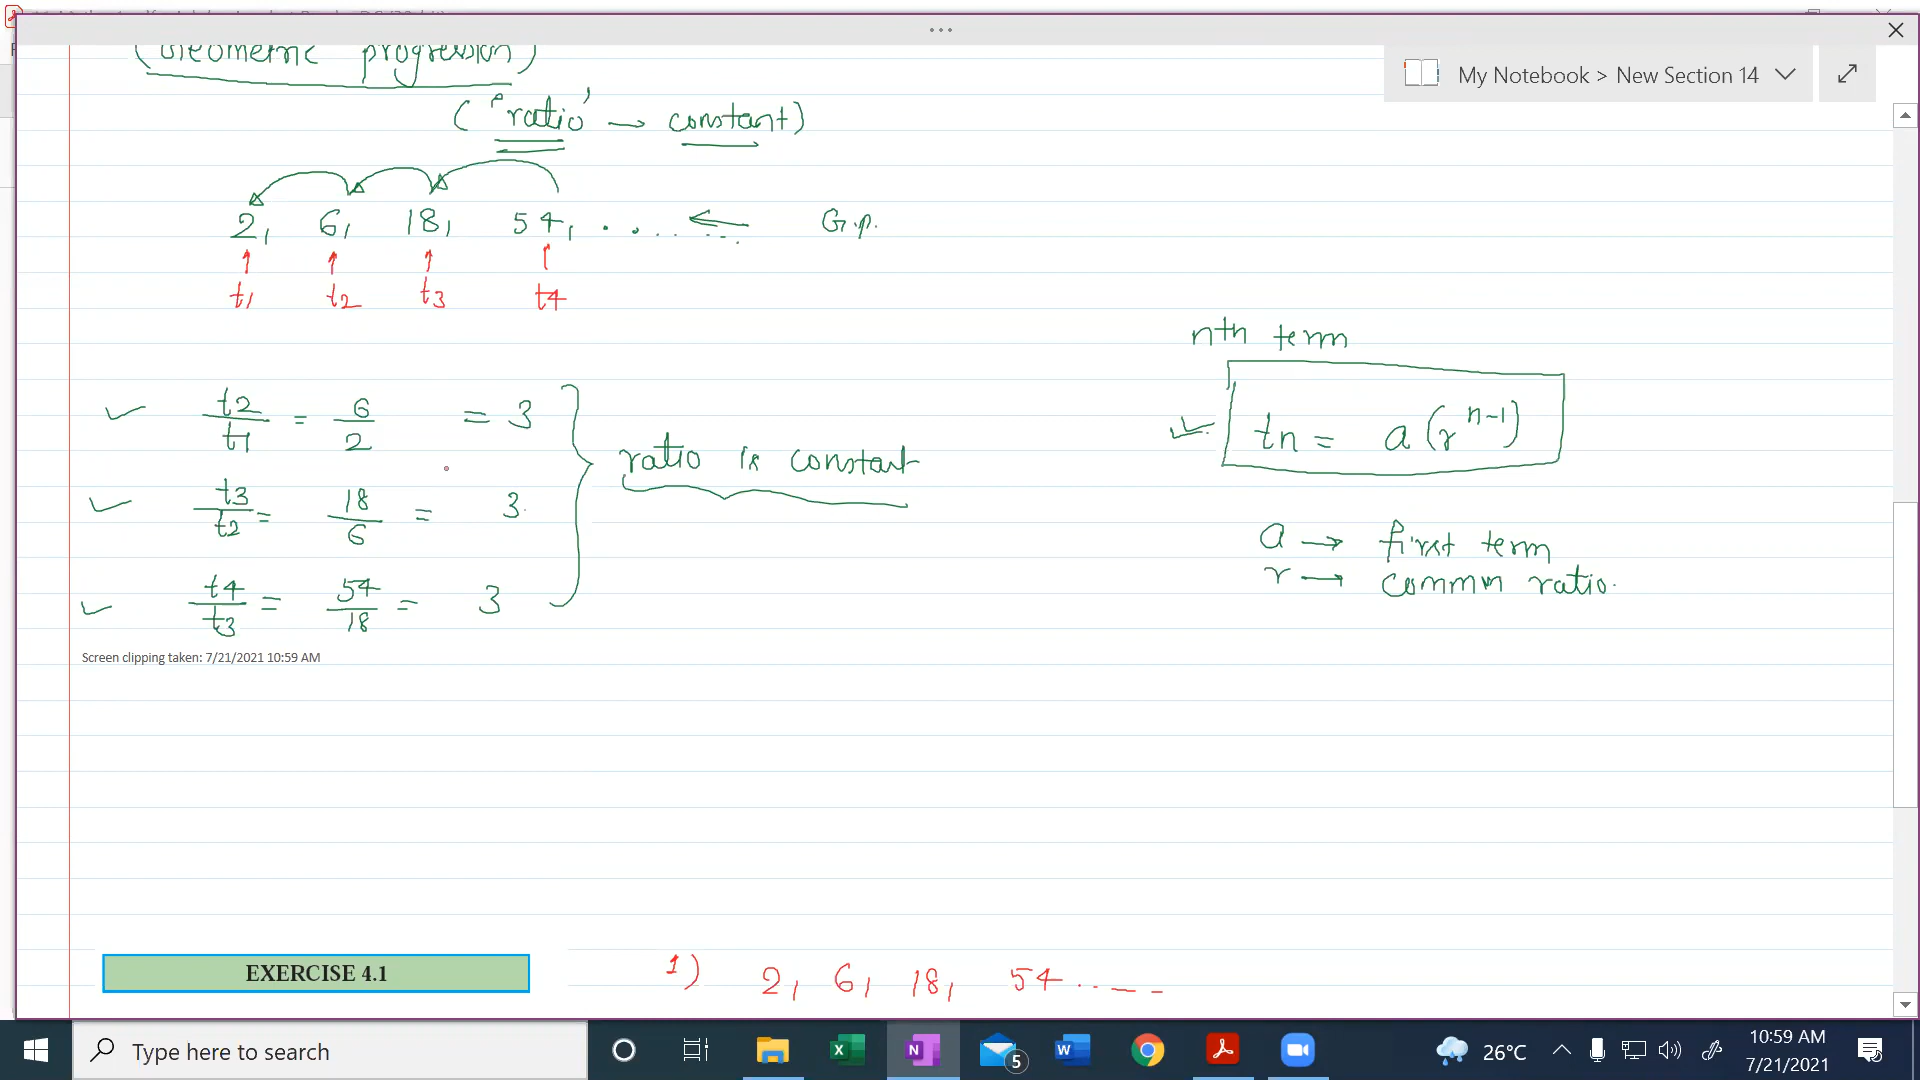 (Geometric progression)
My Notebook > New Section 14
('ratio' → constant)
2, 6, 18, 54, . . . . . . ← G.p.
↑ ↑ ↑ ↑
t1 t2 t3 t4
nth term
t2/t1 = 6/2 = 3
tn = a(r^n-1)
ratio is constant
t3/t2 = 18/6 = 3
a → first term
r → common ratio.
t4/t3 = 54/18 = 3
Screen clipping taken: 7/21/2021 10:59 AM
EXERCISE 4.1
1) 2, 6, 18, 54 .. – –
Type here to search
5
26°C
10:59 AM
7/21/2021